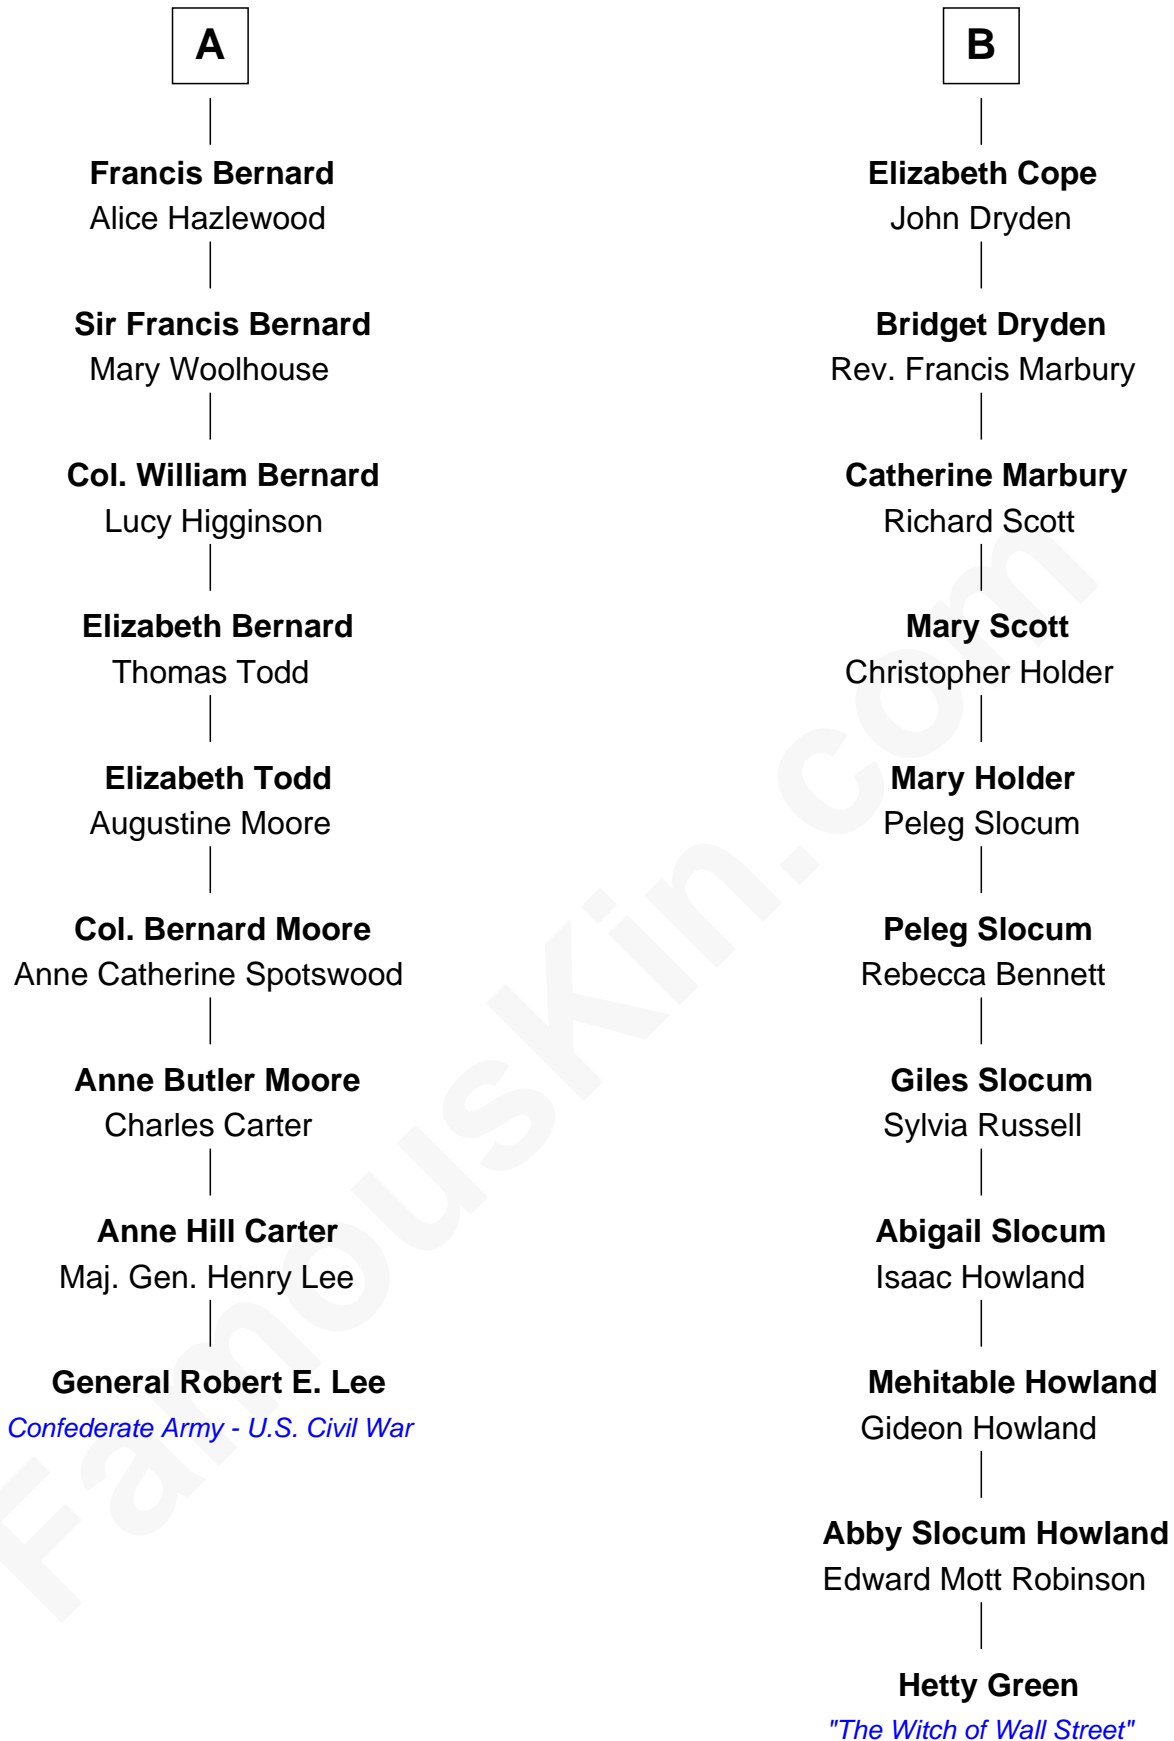 A
Francis Bernard
Alice Hazlewood
Sir Francis Bernard
Mary Woolhouse
Col. William Bernard
Lucy Higginson
Elizabeth Bernard
Thomas Todd
Elizabeth Todd
Augustine Moore
Col. Bernard Moore
Anne Catherine Spotswood
Anne Butler Moore
Charles Carter
Anne Hill Carter
Maj. Gen. Henry Lee
General Robert E. Lee
Confederate Army - U.S. Civil War
B
Elizabeth Cope
John Dryden
Bridget Dryden
Rev. Francis Marbury
Catherine Marbury
Richard Scott
Mary Scott
Christopher Holder
Mary Holder
Peleg Slocum
Peleg Slocum
Rebecca Bennett
Giles Slocum
Sylvia Russell
Abigail Slocum
Isaac Howland
Mehitable Howland
Gideon Howland
Abby Slocum Howland
Edward Mott Robinson
Hetty Green
"The Witch of Wall Street"
FamousKin.com